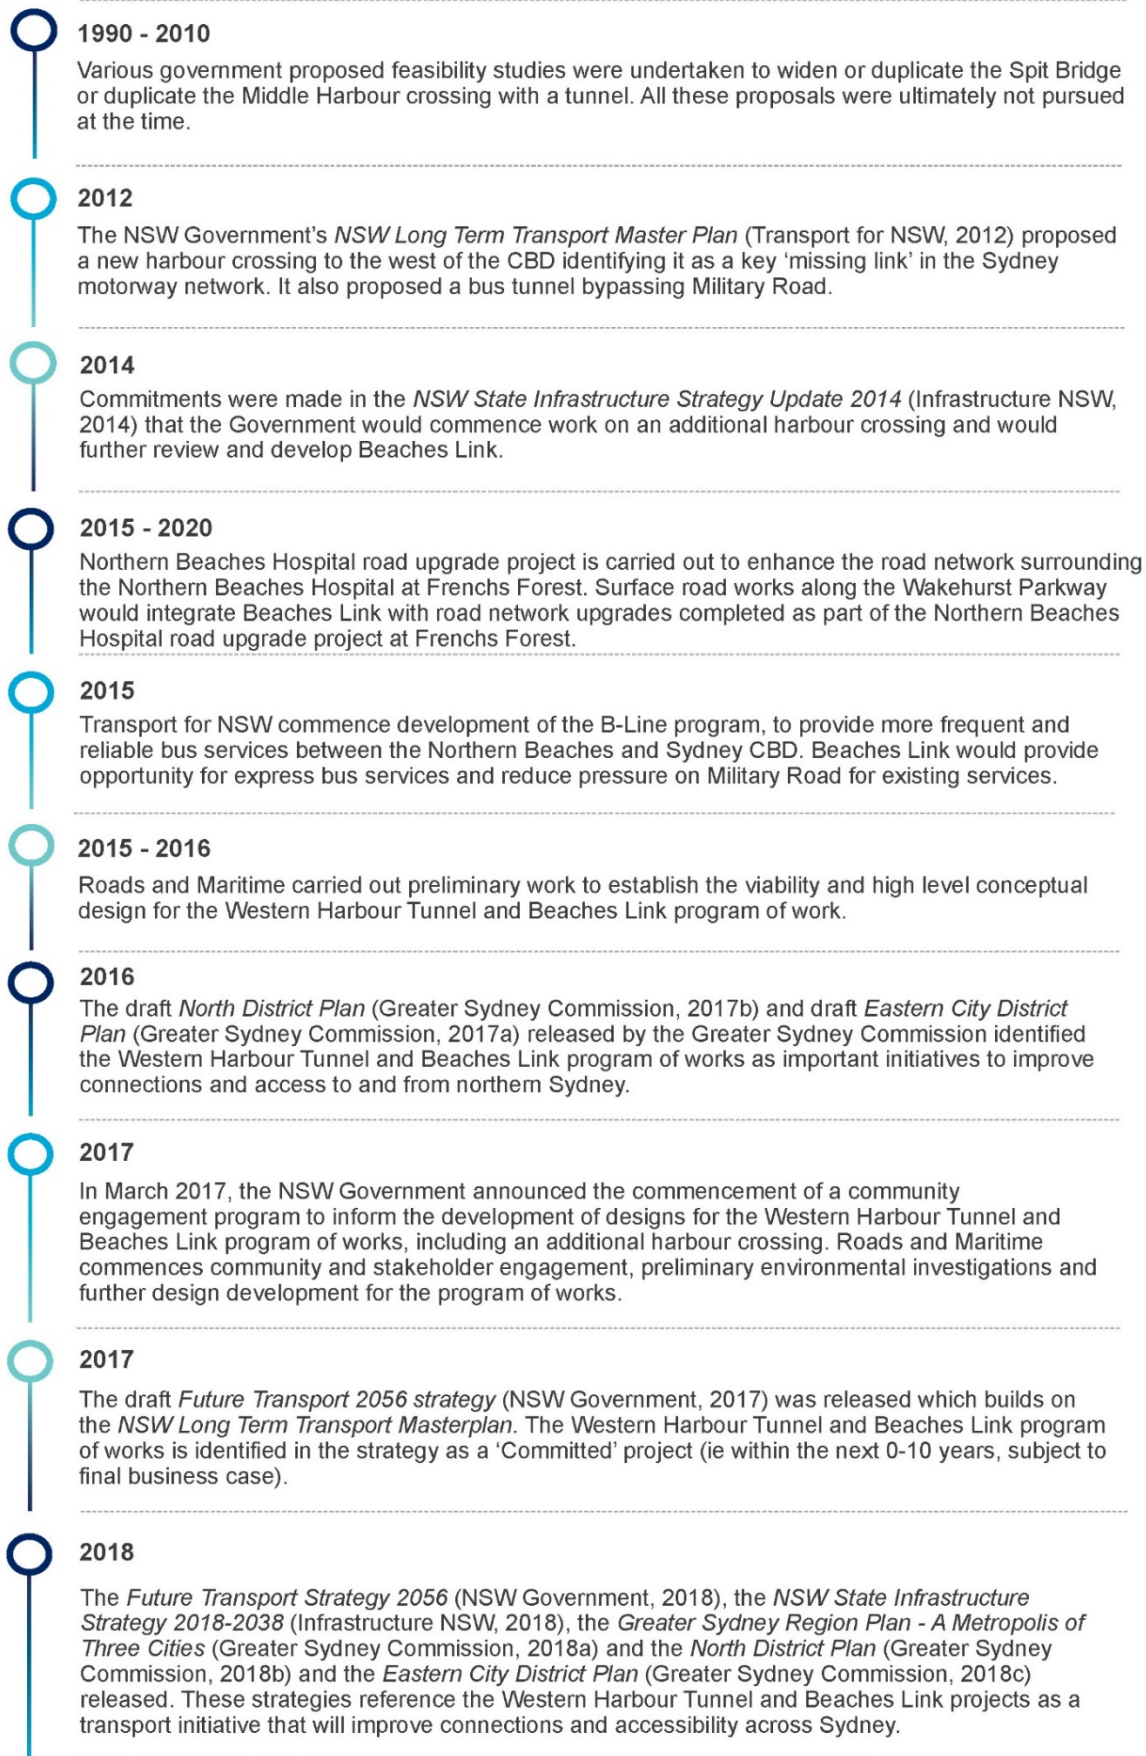 1990 - 2010
Various government proposed feasibility studies were undertaken to widen or duplicate the Spit Bridge
or duplicate the Middle Harbour crossing with a tunnel. All these proposals were ultimately not pursued
at the time.
2012
The NSW Government’s NSW Long Term Transport Master Plan (Transport for NSW, 2012) proposed
a new harbour crossing to the west of the CBD identifying it as a key ‘missing link’ in the Sydney
motorway network. It also proposed a bus tunnel bypassing Military Road.
2014
Commitments were made in the NSW State Infrastructure Strategy Update 2014 (Infrastructure NSW,
2014) that the Government would commence work on an additional harbour crossing and would
further review and develop Beaches Link.
2015 - 2020
Northern Beaches Hospital road upgrade project is carried out to enhance the road network surrounding
the Northern Beaches Hospital at Frenchs Forest. Surface road works along the Wakehurst Parkway
would integrate Beaches Link with road network upgrades completed as part of the Northern Beaches
Hospital road upgrade project at Frenchs Forest.
2015
Transport for NSW commence development of the B-Line program, to provide more frequent and
reliable bus services between the Northern Beaches and Sydney CBD. Beaches Link would provide
opportunity for express bus services and reduce pressure on Military Road for existing services.
2015 - 2016
Roads and Maritime carried out preliminary work to establish the viability and high level conceptual
design for the Western Harbour Tunnel and Beaches Link program of work.
2016
The draft North District Plan (Greater Sydney Commission, 2017b) and draft Eastern City District
Plan (Greater Sydney Commission, 2017a) released by the Greater Sydney Commission identified
the Western Harbour Tunnel and Beaches Link program of works as important initiatives to improve
connections and access to and from northern Sydney.
2017
In March 2017, the NSW Government announced the commencement of a community
engagement program to inform the development of designs for the Western Harbour Tunnel and
Beaches Link program of works, including an additional harbour crossing. Roads and Maritime
commences community and stakeholder engagement, preliminary environmental investigations and
further design development for the program of works.
2017
The draft Future Transport 2056 strategy (NSW Government, 2017) was released which builds on
the NSW Long Term Transport Masterplan. The Western Harbour Tunnel and Beaches Link program
of works is identified in the strategy as a ‘Committed’ project (ie within the next 0-10 years, subject to
final business case).
2018
The Future Transport Strategy 2056 (NSW Government, 2018), the NSW State Infrastructure
Strategy 2018-2038 (Infrastructure NSW, 2018), the Greater Sydney Region Plan - A Metropolis of
Three Cities (Greater Sydney Commission, 2018a) and the North District Plan (Greater Sydney
Commission, 2018b) and the Eastern City District Plan (Greater Sydney Commission, 2018c)
released. These strategies reference the Western Harbour Tunnel and Beaches Link projects as a
transport initiative that will improve connections and accessibility across Sydney.